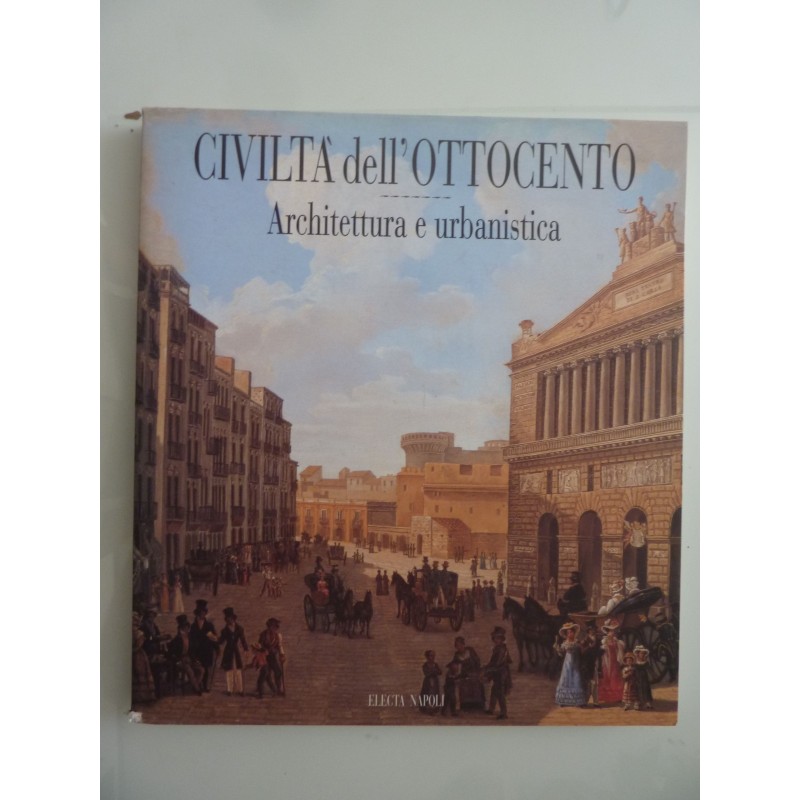 CIVILTÀ dell'OTTOCENTO
Architettura e urbanistica
ELECTA NAPOLI